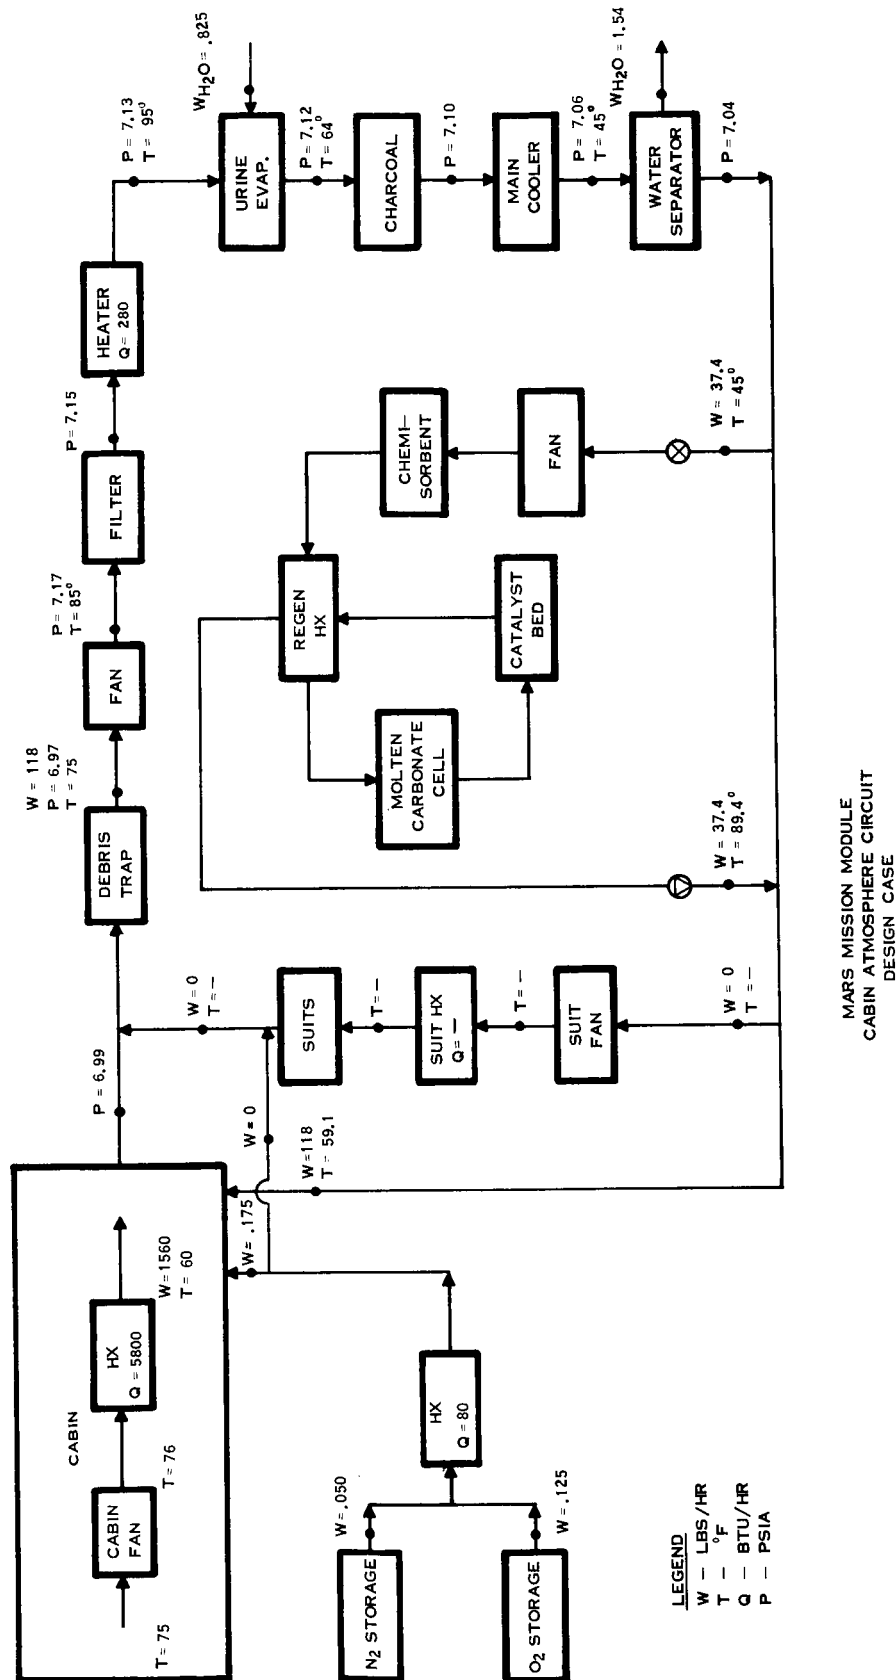 CABIN
T=75
CABIN
FAN
T=76
HX
Q=5800
W=1560
T=60
P=6.99
DEBRIS
TRAP
W=118
P=6.97
T=75
FAN
P=7.17
T=85°
FILTER
P=7.15
HEATER
Q=280
P=7.13
T=95°
URINE
EVAP.
WH₂O=.825
P=7.12
T=64°
CHARCOAL
P=7.10
MAIN
COOLER
P=7.06
T=45°
WATER
SEPARATOR
WH₂O=1.54
P=7.04
W=37.4
T=45°
FAN
CHEMI–
SORBENT
REGEN
HX
MOLTEN
CARBONATE
CELL
CATALYST
BED
W=37.4
T=89.4°
W=0
T=–
SUIT
FAN
T=–
SUIT HX
Q=–
T=–
SUITS
W=0
T=–
W=0
W=118
T=59.1
W=.175
HX
Q=80
W=.050
N₂ STORAGE
W=.125
O₂ STORAGE
LEGEND
W – LBS/HR
T – °F
Q – BTU/HR
P – PSIA
MARS MISSION MODULE
CABIN ATMOSPHERE CIRCUIT
DESIGN CASE